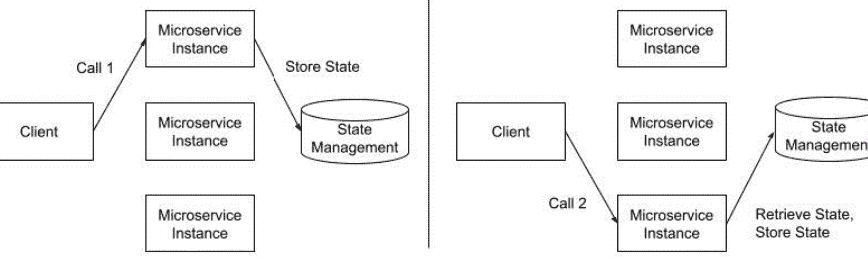 Microservice
Instance
Call 1
Store State
Client
Microservice
Instance
State
Management
Microservice
Instance
Microservice
Instance
Client
Microservice
Instance
State
Managemen
Call 2
Microservice
Instance
Retrieve State,
Store State